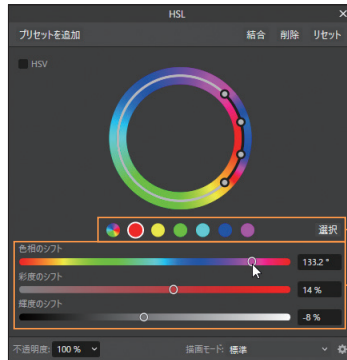 HSL
プリセットを追加 結合 削除 リセット
HSV
選択
色相のシフト
133.2 °
彩度のシフト
14 %
輝度のシフト
-8 %
不透明度: 100 % 描画モード: 標準